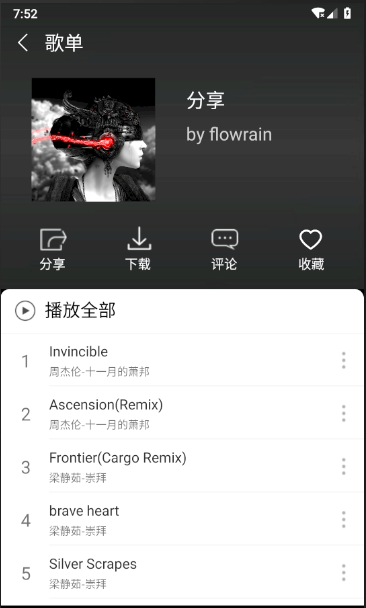 7:52
歌单
分享
by flowrain
分享 下载 评论 收藏
播放全部
1 Invincible
周杰伦-十一月的萧邦
2 Ascension(Remix)
周杰伦-十一月的萧邦
3 Frontier(Cargo Remix)
梁静茹-崇拜
4 brave heart
梁静茹-崇拜
5 Silver Scrapes
梁静茹-崇拜